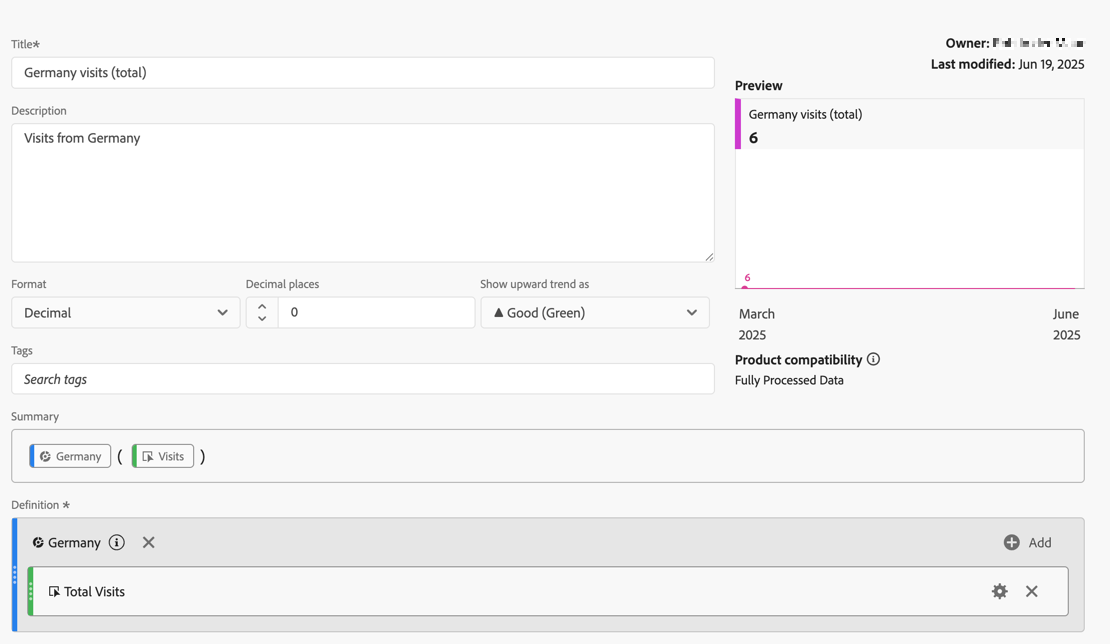 Title*
Germany visits (total)
Description
Visits from Germany
Format
Decimal
Decimal places
0
Show upward trend as
Good (Green)
Tags
Search tags
Owner:
Last modified: Jun 19, 2025
Preview
Germany visits (total)
6
6
March
2025
June
2025
Product compatibility
Fully Processed Data
Summary
Germany ( Visits )
Definition *
Germany
Add
Total Visits